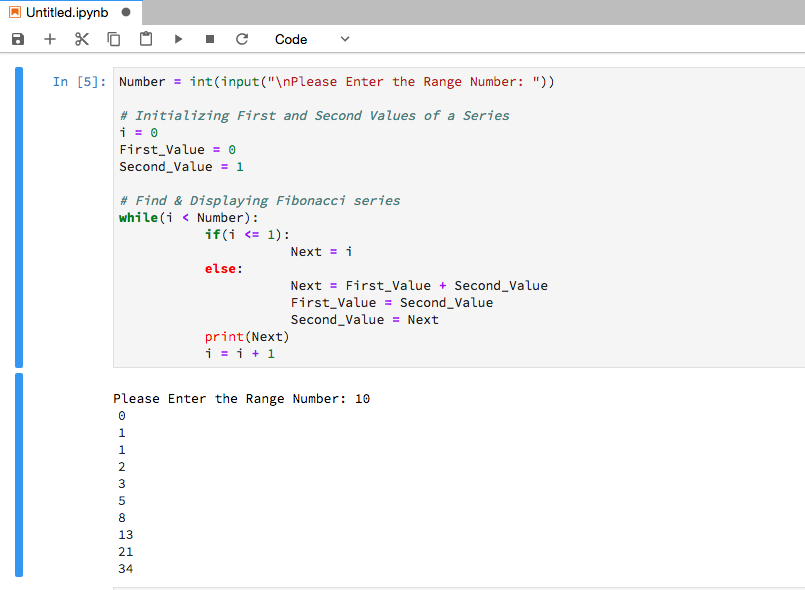 Untitled.ipynb
Code
In [5]: Number = int(input("\nPlease Enter the Range Number: "))
# Initializing First and Second Values of a Series
i = 0
First_Value = 0
Second_Value = 1
# Find & Displaying Fibonacci series
while(i < Number):
if(i <= 1):
Next = i
else:
Next = First_Value + Second_Value
First_Value = Second_Value
Second_Value = Next
print(Next)
i = i + 1
Please Enter the Range Number: 10
0
1
1
2
3
5
8
13
21
34